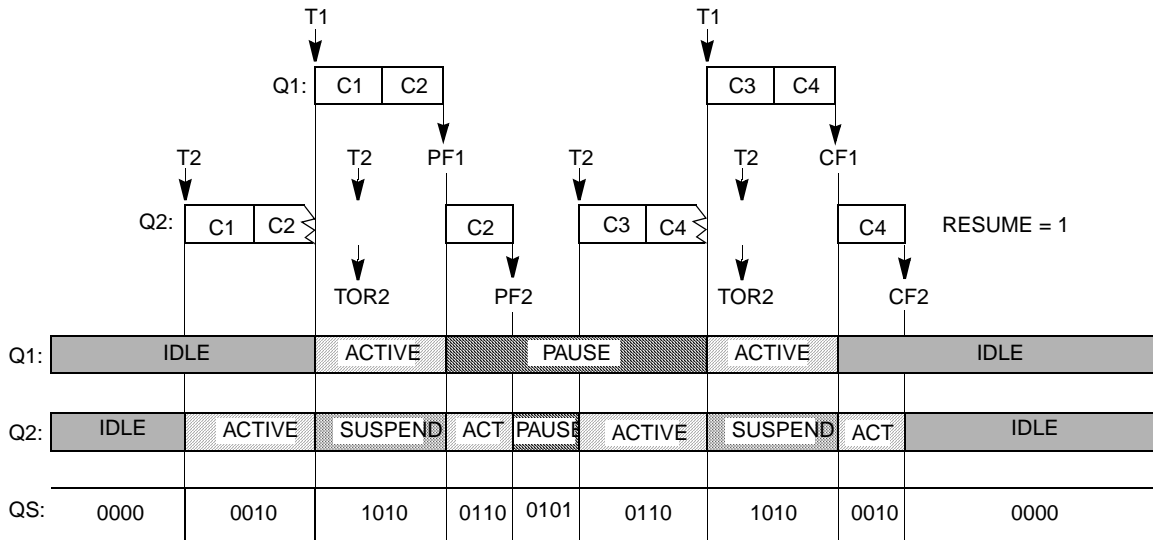 T1 T1
Q1: C1 C2 C3 C4
T2 T2 PF1 T2 T2 CF1
Q2: C1 C2 C2 C3 C4 C4 RESUME = 1
TOR2 PF2 TOR2 CF2
Q1: IDLE ACTIVE PAUSE ACTIVE IDLE
Q2: IDLE ACTIVE SUSPEND ACT PAUSE ACTIVE SUSPEND ACT IDLE
QS: 0000 0010 1010 0110 0101 0110 1010 0010 0000